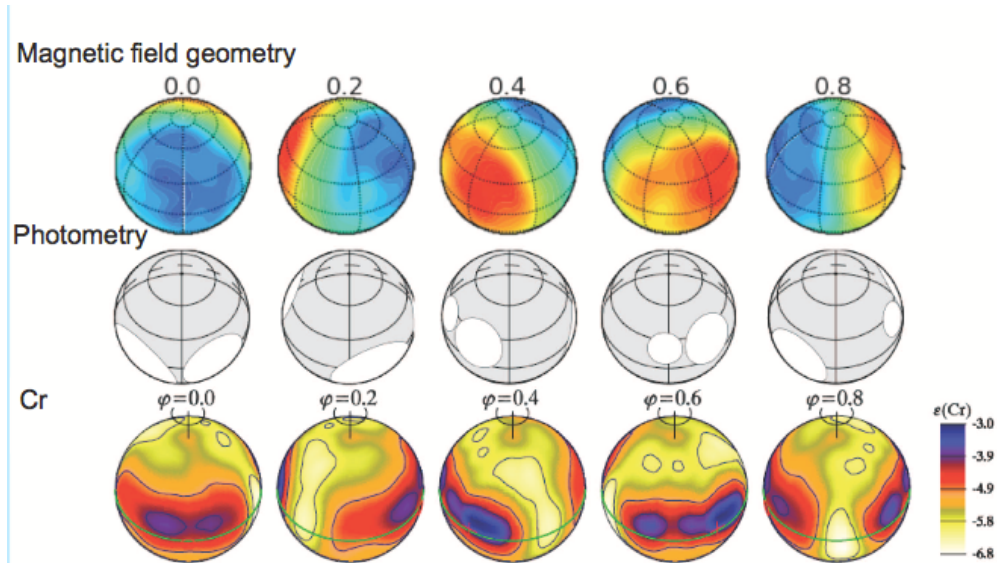 Magnetic field geometry
0.0 0.2 0.4 0.6 0.8
Photometry
Cr
φ=0.0 φ=0.2 φ=0.4 φ=0.6 φ=0.8
ε(Cr)
-3.0
-3.9
-4.9
-5.8
-6.8